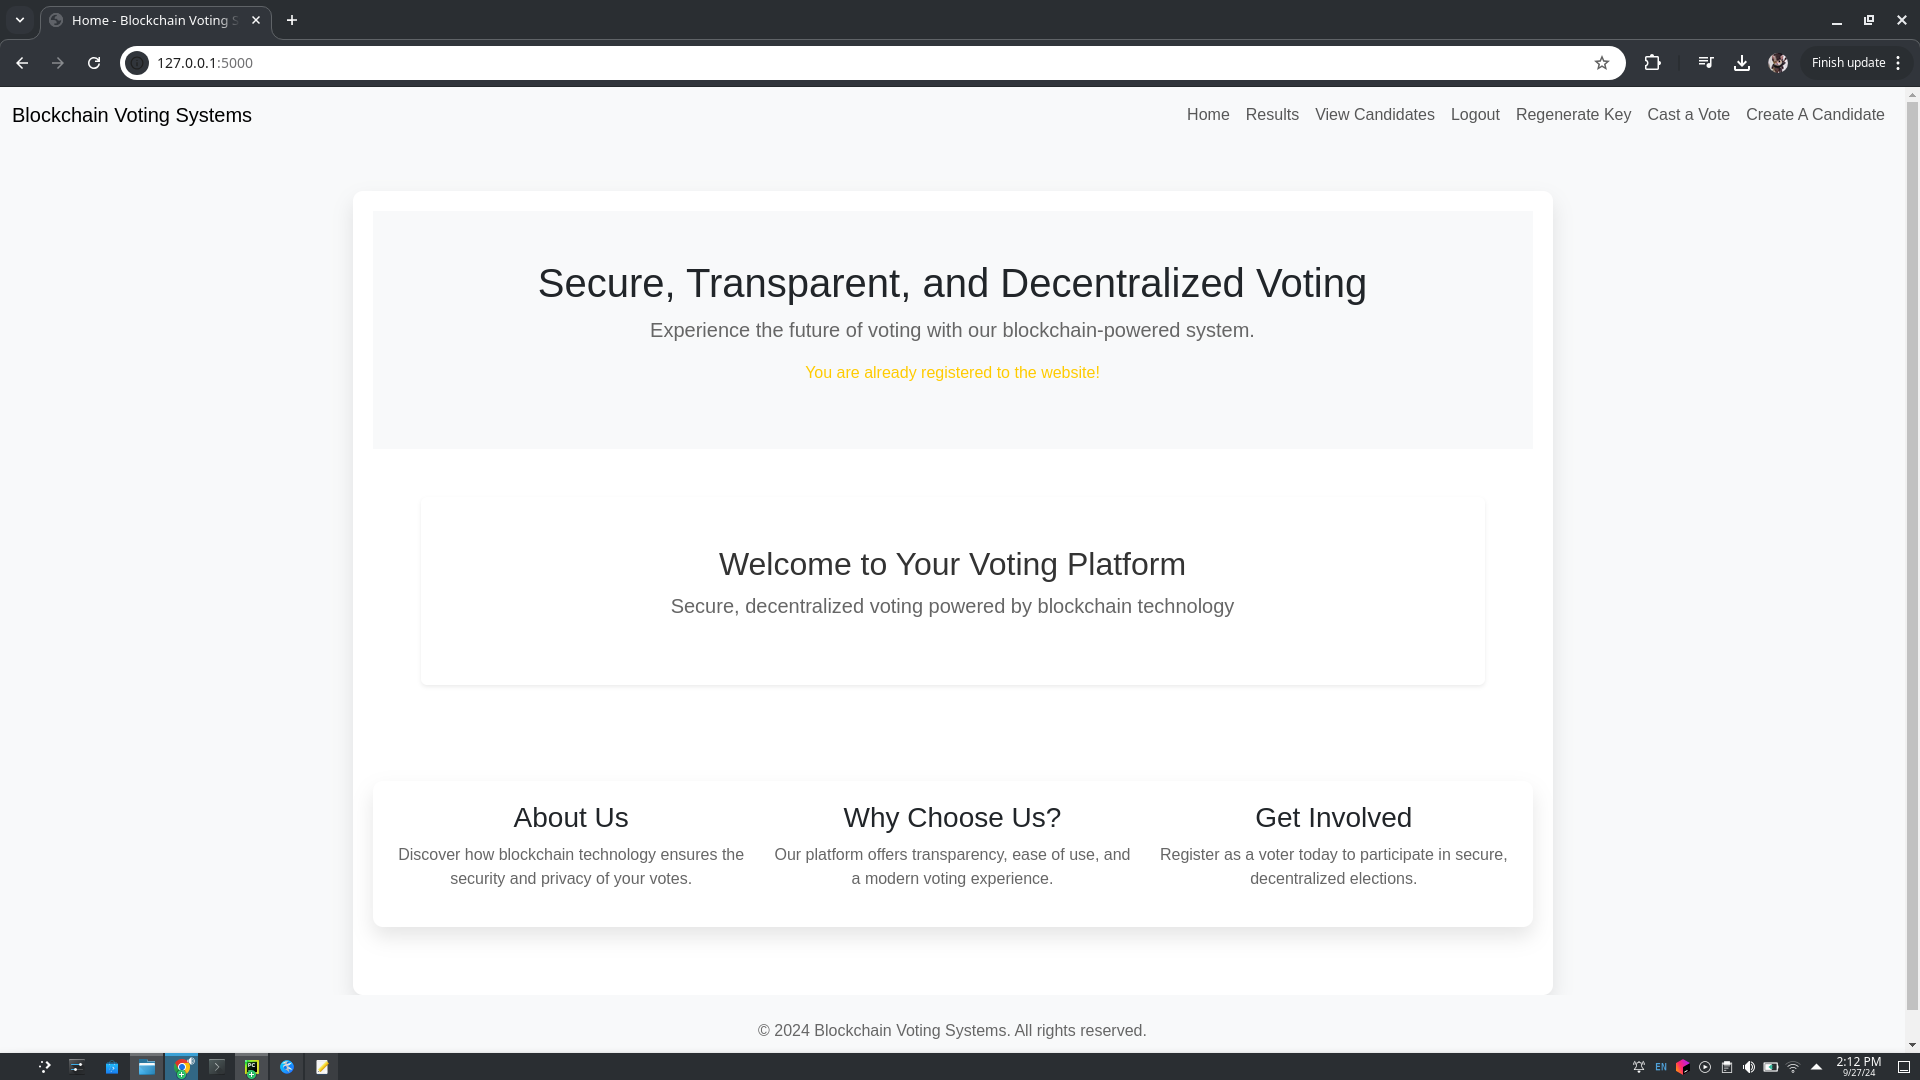 Home - Blockchain Voting S
127.0.0.1:5000
Finish update
Blockchain Voting Systems
Home
Results
View Candidates
Logout
Regenerate Key
Cast a Vote
Create A Candidate
Secure, Transparent, and Decentralized Voting
Experience the future of voting with our blockchain-powered system.
You are already registered to the website!
Welcome to Your Voting Platform
Secure, decentralized voting powered by blockchain technology
About Us
Discover how blockchain technology ensures the
security and privacy of your votes.
Why Choose Us?
Our platform offers transparency, ease of use, and
a modern voting experience.
Get Involved
Register as a voter today to participate in secure,
decentralized elections.
© 2024 Blockchain Voting Systems. All rights reserved.
PC
EN
2:12 PM
9/27/24